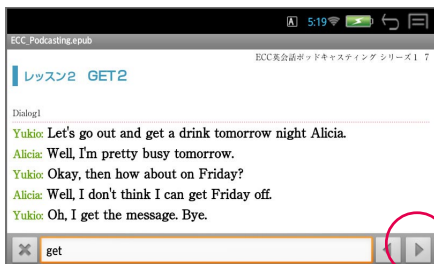 A 5:19
ECC_Podcasting.epub
ECC英会話ポッドキャスティング シリーズ1 7
レッスン2 GET2
Dialog1
Yukio: Let's go out and get a drink tomorrow night Alicia.
Alicia: Well, I'm pretty busy tomorrow.
Yukio: Okay, then how about on Friday?
Alicia: Well, I don't think I can get Friday off.
Yukio: Oh, I get the message. Bye.
get